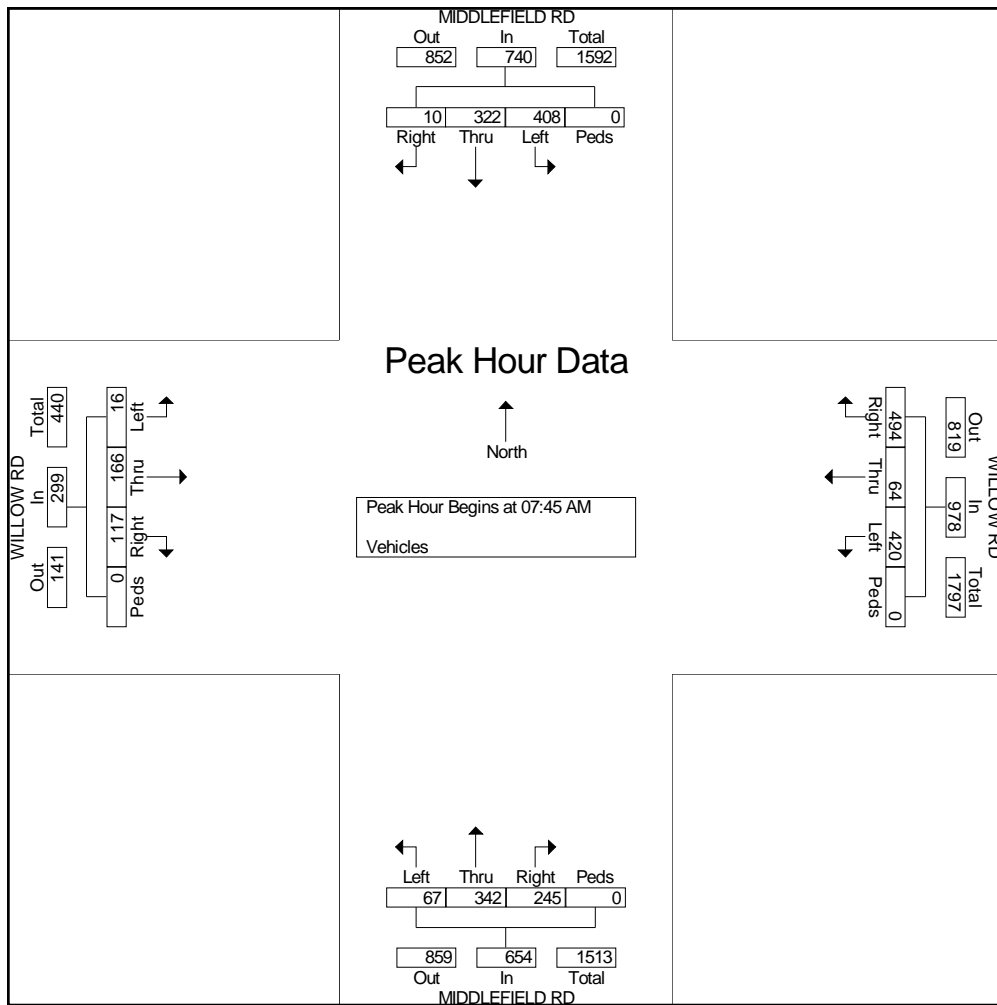 MIDDLEFIELD RD
Out In Total
852 740 1592
10 322 408 0
Right Thru Left Peds
Peak Hour Data
North
Peak Hour Begins at 07:45 AM
Vehicles
WILLOW RD
Total In Out
440 299 141
16 166 117 0
Left Thru Right Peds
WILLOW RD
Out In Total
819 978 1797
Right Thru Left Peds
494 64 420 0
Left Thru Right Peds
67 342 245 0
859 654 1513
Out In Total
MIDDLEFIELD RD